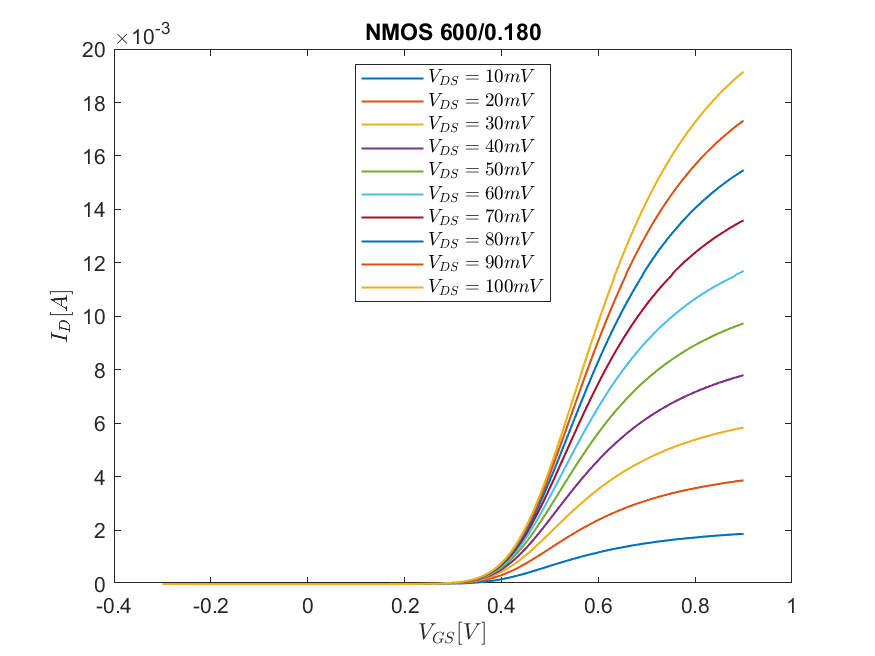 NMOS 600/0.180
×10⁻³
20
18
16
14
12
10
8
6
4
2
0
I_D[A]
V_DS = 10mV
V_DS = 20mV
V_DS = 30mV
V_DS = 40mV
V_DS = 50mV
V_DS = 60mV
V_DS = 70mV
V_DS = 80mV
V_DS = 90mV
V_DS = 100mV
-0.4 -0.2 0 0.2 0.4 0.6 0.8 1
V_GS[V]